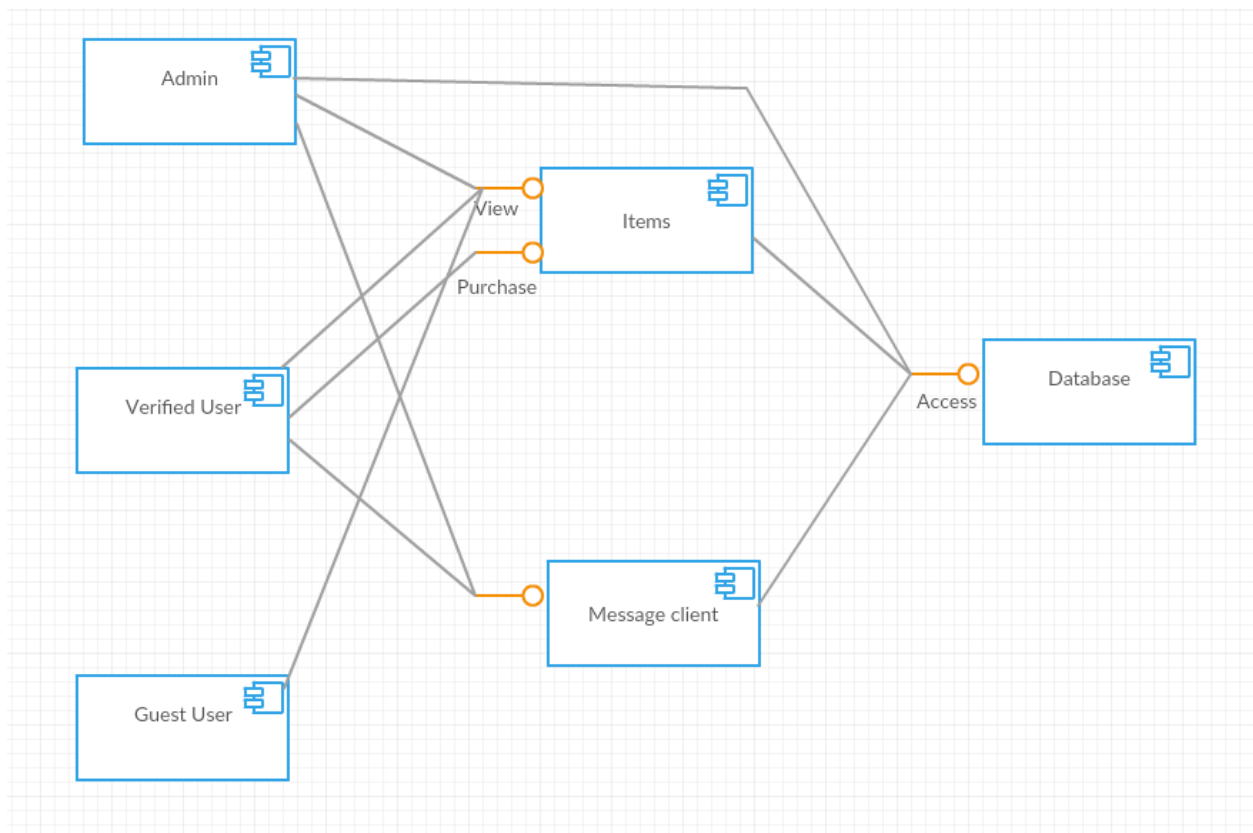 Admin
View
Items
Purchase
Verified User
Database
Access
Message client
Guest User